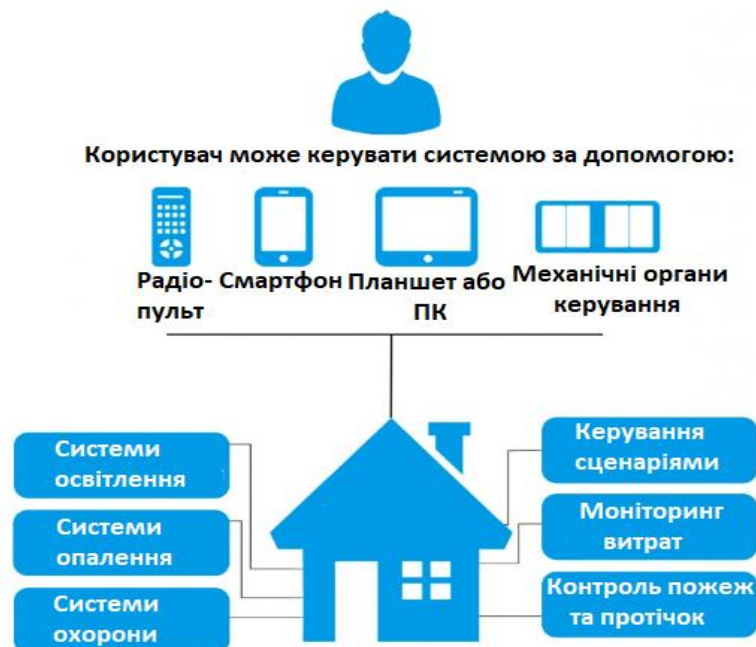 Користувач може керувати системою за допомогою:
Радіо-
пульт
Смартфон
Планшет або
ПК
Механічні органи
керування
Системи
освітлення
Системи
опалення
Системи
охорони
Керування
сценаріями
Моніторинг
витрат
Контроль пожеж
та протічок